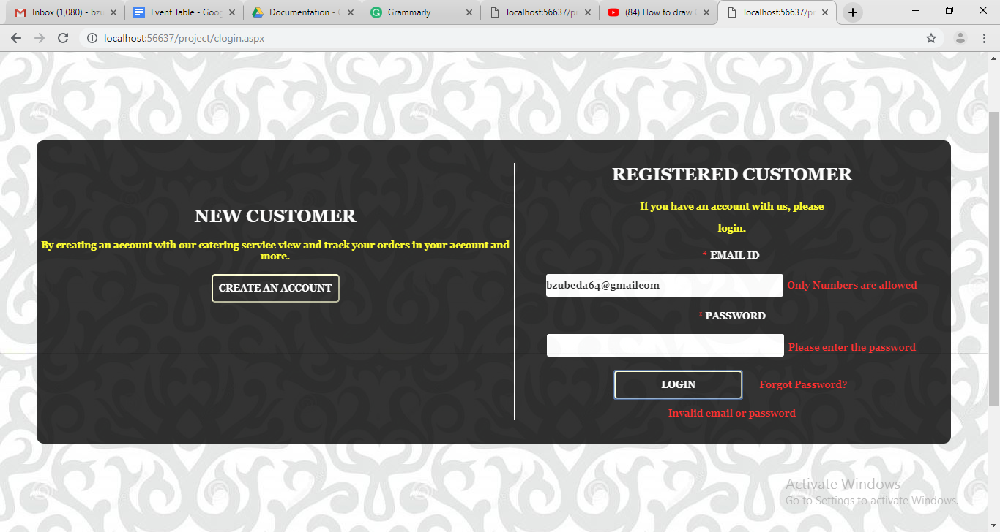 Inbox (1,080) - bzu
Event Table - Goog
Documentation - G
Grammarly
localhost:56637/pr
(84) How to draw
localhost:56637/pr
localhost:56637/project/clogin.aspx
NEW CUSTOMER
By creating an account with our catering service view and track your orders in your account and
more.
CREATE AN ACCOUNT
REGISTERED CUSTOMER
If you have an account with us, please
login.
* EMAIL ID
bzubeda64@gmailcom Only Numbers are allowed
* PASSWORD
Please enter the password
LOGIN Forgot Password?
Invalid email or password
Activate Windows
Go to Settings to activate Windows.